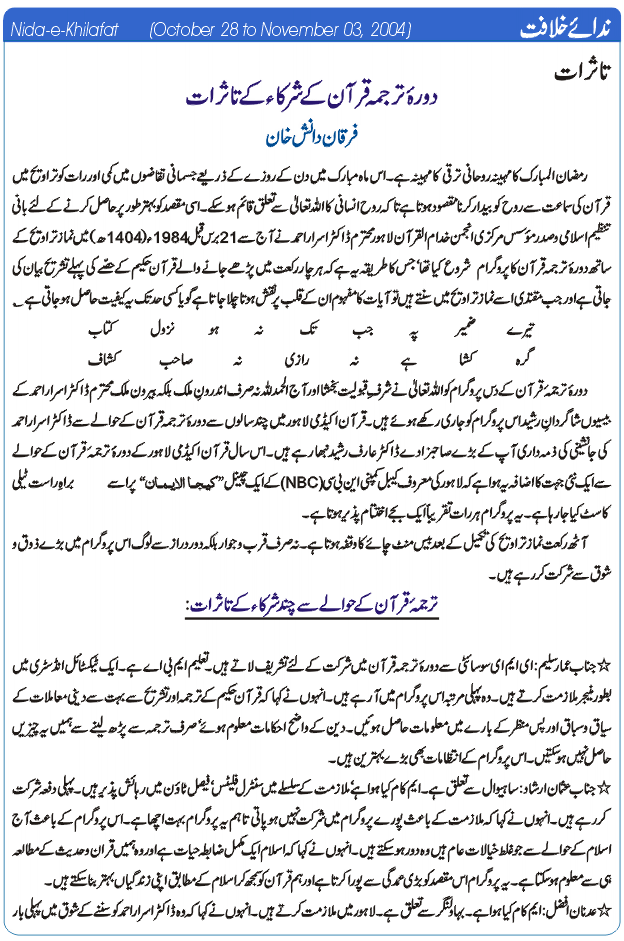 Nida-e-Khilafat (October 28 to November 03, 2004) ندائے خلافت
تاثرات
دورۂ ترجمہ قرآن کے شرکاء کے تاثرات
فرقان دانش خان
رمضان المبارک کا مہینہ روحانی ترقی کا مہینہ ہے۔ اس ماہ مبارک میں دن کے روزے کے ذریعے جسمانی تقاضوں میں کمی اور رات کو تراویح میں
قرآن کی سماعت سے روح کو بیدار کرنا مقصود ہوتا ہے تاکہ روح انسانی کا اللہ تعالیٰ سے تعلق قائم ہو سکے۔ اسی مقصد کو بہتر طور پر حاصل کرنے کے لئے بانی
تنظیم اسلامی و صدر مؤسس مرکزی انجمن خدام القرآن لاہور محترم ڈاکٹر اسرار احمد نے آج سے 21 برس قبل 1984ء (1404ھ) میں نماز تراویح کے
ساتھ دورۂ ترجمہ قرآن کا پروگرام شروع کیا تھا‘ جس کا طریقہ یہ ہے کہ ہر چار رکعت میں پڑھے جانے والے قرآن حکیم کے حصے کی پہلے تشریح بیان کی
جاتی ہے اور جب مقتدی اسے نماز تراویح میں سنتے ہیں تو آیات کا مفہوم ان کے قلب پر نقش ہوتا چلا جاتا ہے گویا کسی حد تک یہ کیفیت حاصل ہو جاتی ہے ؎
تیرے ضمیر پہ جب تک نہ ہو نزول کتاب
گرہ کشا ہے نہ رازی نہ صاحب کشاف
دورۂ ترجمہ قرآن کے اس پروگرام کو اللہ تعالیٰ نے شرفِ قبولیت بخشا اور آج الحمد للہ نہ صرف اندرونِ ملک بلکہ بیرون ملک محترم ڈاکٹر اسرار احمد کے
بیسیوں شاگردانِ رشید اس پروگرام کو جاری رکھے ہوئے ہیں۔ قرآن اکیڈمی لاہور میں چند سالوں سے دورۂ ترجمہ قرآن کے حوالے سے ڈاکٹر اسرار احمد
کی جانشینی کی ذمہ داری آپ کے بڑے صاحبزادے ڈاکٹر عارف رشید نبھا رہے ہیں۔ اس سال قرآن اکیڈمی لاہور کے دورۂ ترجمہ قرآن کے حوالے
سے ایک نئی جہت کا اضافہ یہ ہوا ہے کہ لاہور کی معروف کیبل کمپنی این بی سی (NBC) کے ایک چینل ’’ پر اسے براہِ راست ٹیلی
کاسٹ کیا جا رہا ہے۔ یہ پروگرام ہر رات تقریباً ایک بجے اختتام پذیر ہوتا ہے۔
آٹھ رکعت نماز تراویح کی تکمیل کے بعد بیس منٹ چائے کا وقفہ ہوتا ہے۔ نہ صرف قرب و جوار بلکہ دور دراز سے لوگ اس پروگرام میں بڑے ذوق و
شوق سے شرکت کر رہے ہیں۔
ترجمۂ قرآن کے حوالے سے چند شرکاء کے تاثرات:
☆ جناب عمار سلیم: ای ایم ای سوسائٹی سے دورۂ ترجمہ قرآن میں شرکت کے لئے تشریف لاتے ہیں۔ تعلیم ایم بی اے ہے۔ ایک ٹیکسٹائل انڈسٹری میں
بطور منیجر ملازمت کرتے ہیں۔ وہ پہلی مرتبہ اس پروگرام میں آ رہے ہیں۔ انہوں نے کہا کہ قرآن حکیم کے ترجمہ اور تشریح سے بہت سے دینی معاملات کے
سیاق و سباق اور پس منظر کے بارے میں معلومات حاصل ہوئیں۔ دین کے واضح احکامات معلوم ہوئے‘ صرف ترجمہ سے پڑھ لینے سے ہمیں یہ چیزیں
حاصل نہیں ہو سکتیں۔ اس پروگرام کے انتظامات بھی بڑے بہترین ہیں۔
☆ جناب عثمان ارشاد: ساہیوال سے تعلق ہے۔ ایم کام کیا ہوا ہے‘ ملازمت کے سلسلے میں سنٹرل فلیٹس‘ فیصل ٹاؤن میں رہائش پذیر ہیں۔ پہلی دفعہ شرکت
کر رہے ہیں۔ انہوں نے کہا کہ ملازمت کے باعث پورے پروگرام میں شرکت نہیں ہو پاتی تاہم یہ پروگرام بہت اچھا ہے۔ اس پروگرام کے باعث آج
اسلام کے حوالے سے جو غلط خیالات عام ہیں وہ دور ہو سکتے ہیں۔ انہوں نے کہا کہ اسلام ایک مکمل ضابطہ حیات ہے اور وہ ہمیں قرآن و حدیث کے مطالعہ
ہی سے معلوم ہو سکتا ہے۔ یہ پروگرام اس مقصد کو بڑی عمدگی سے پورا کرتا ہے اور ہم قرآن کو سمجھ کر اسلام کے مطابق اپنی زندگیاں بہتر بنا سکتے ہیں۔
☆ عدنان افضل: ایم کام کیا ہوا ہے۔ بہاولنگر سے تعلق ہے۔ لاہور میں ملازمت کرتے ہیں۔ انہوں نے کہا کہ وہ ڈاکٹر اسرار احمد کو سننے کے شوق میں پہلی بار